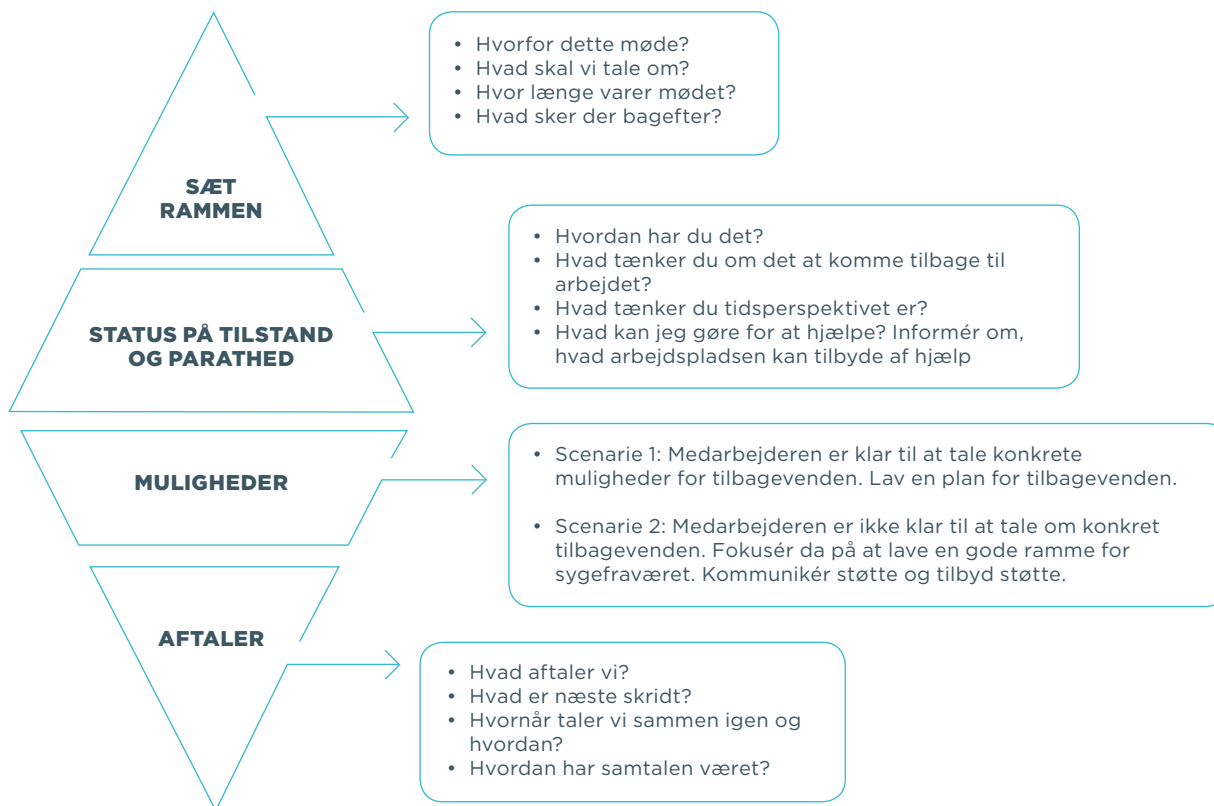 • Hvorfor dette møde?
• Hvad skal vi tale om?
• Hvor længe varer mødet?
• Hvad sker der bagefter?
SÆT
RAMMEN
• Hvordan har du det?
• Hvad tænker du om det at komme tilbage til
arbejdet?
• Hvad tænker du tidsperspektivet er?
• Hvad kan jeg gøre for at hjælpe? Informér om,
hvad arbejdspladsen kan tilbyde af hjælp
STATUS PÅ TILSTAND
OG PARATHED
• Scenarie 1: Medarbejderen er klar til at tale konkrete
muligheder for tilbagevenden. Lav en plan for tilbagevenden.
• Scenarie 2: Medarbejderen er ikke klar til at tale om konkret
tilbagevenden. Fokusér da på at lave en gode ramme for
sygefraværet. Kommunikér støtte og tilbyd støtte.
MULIGHEDER
AFTALER
• Hvad aftaler vi?
• Hvad er næste skridt?
• Hvornår taler vi sammen igen og
hvordan?
• Hvordan har samtalen været?